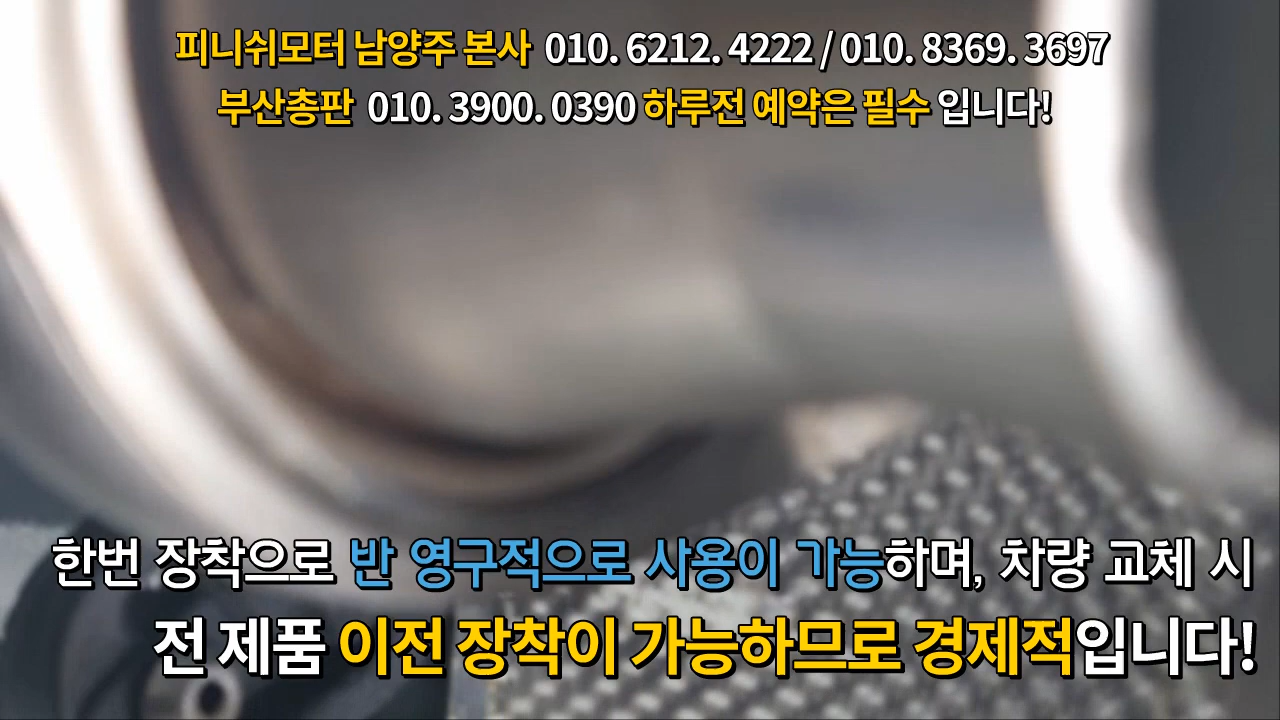 피니쉬모터 남양주 본사 010. 6212. 4222 / 010. 8369. 3697
부산총판 010. 3900. 0390 하루전 예약은 필수 입니다!
한번 장착으로 반 영구적으로 사용이 가능하며, 차량 교체 시
전 제품 이전 장착이 가능하므로 경제적입니다!